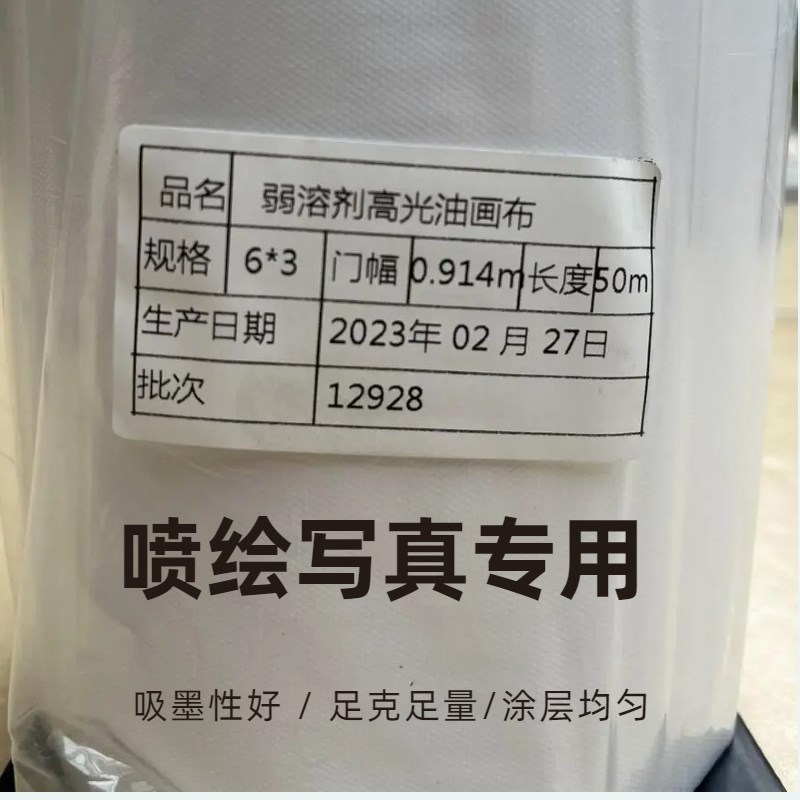 品名 弱溶剂高光油画布
规格 6*3 门幅 0.914m 长度 50m
生产日期 2023年 02 月 27日
批次 12928
喷绘写真专用
吸墨性好 / 足克足量/涂层均匀